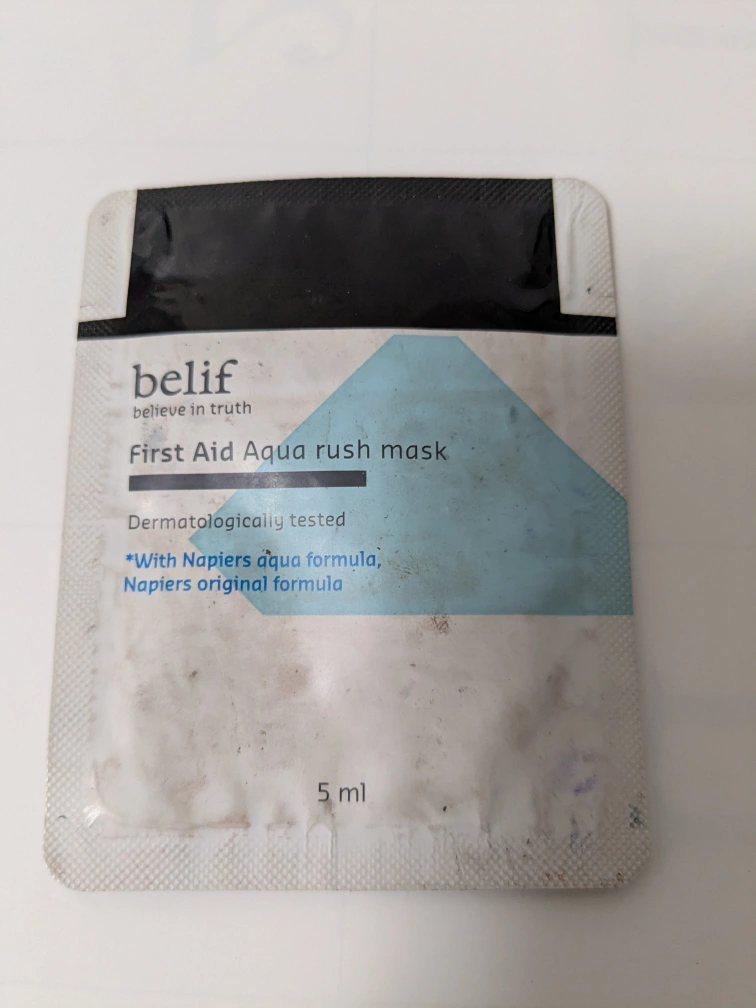 belif
believe in truth
First Aid Aqua rush mask
Dermatologically tested
*With Napiers aqua formula,
Napiers original formula
5 ml